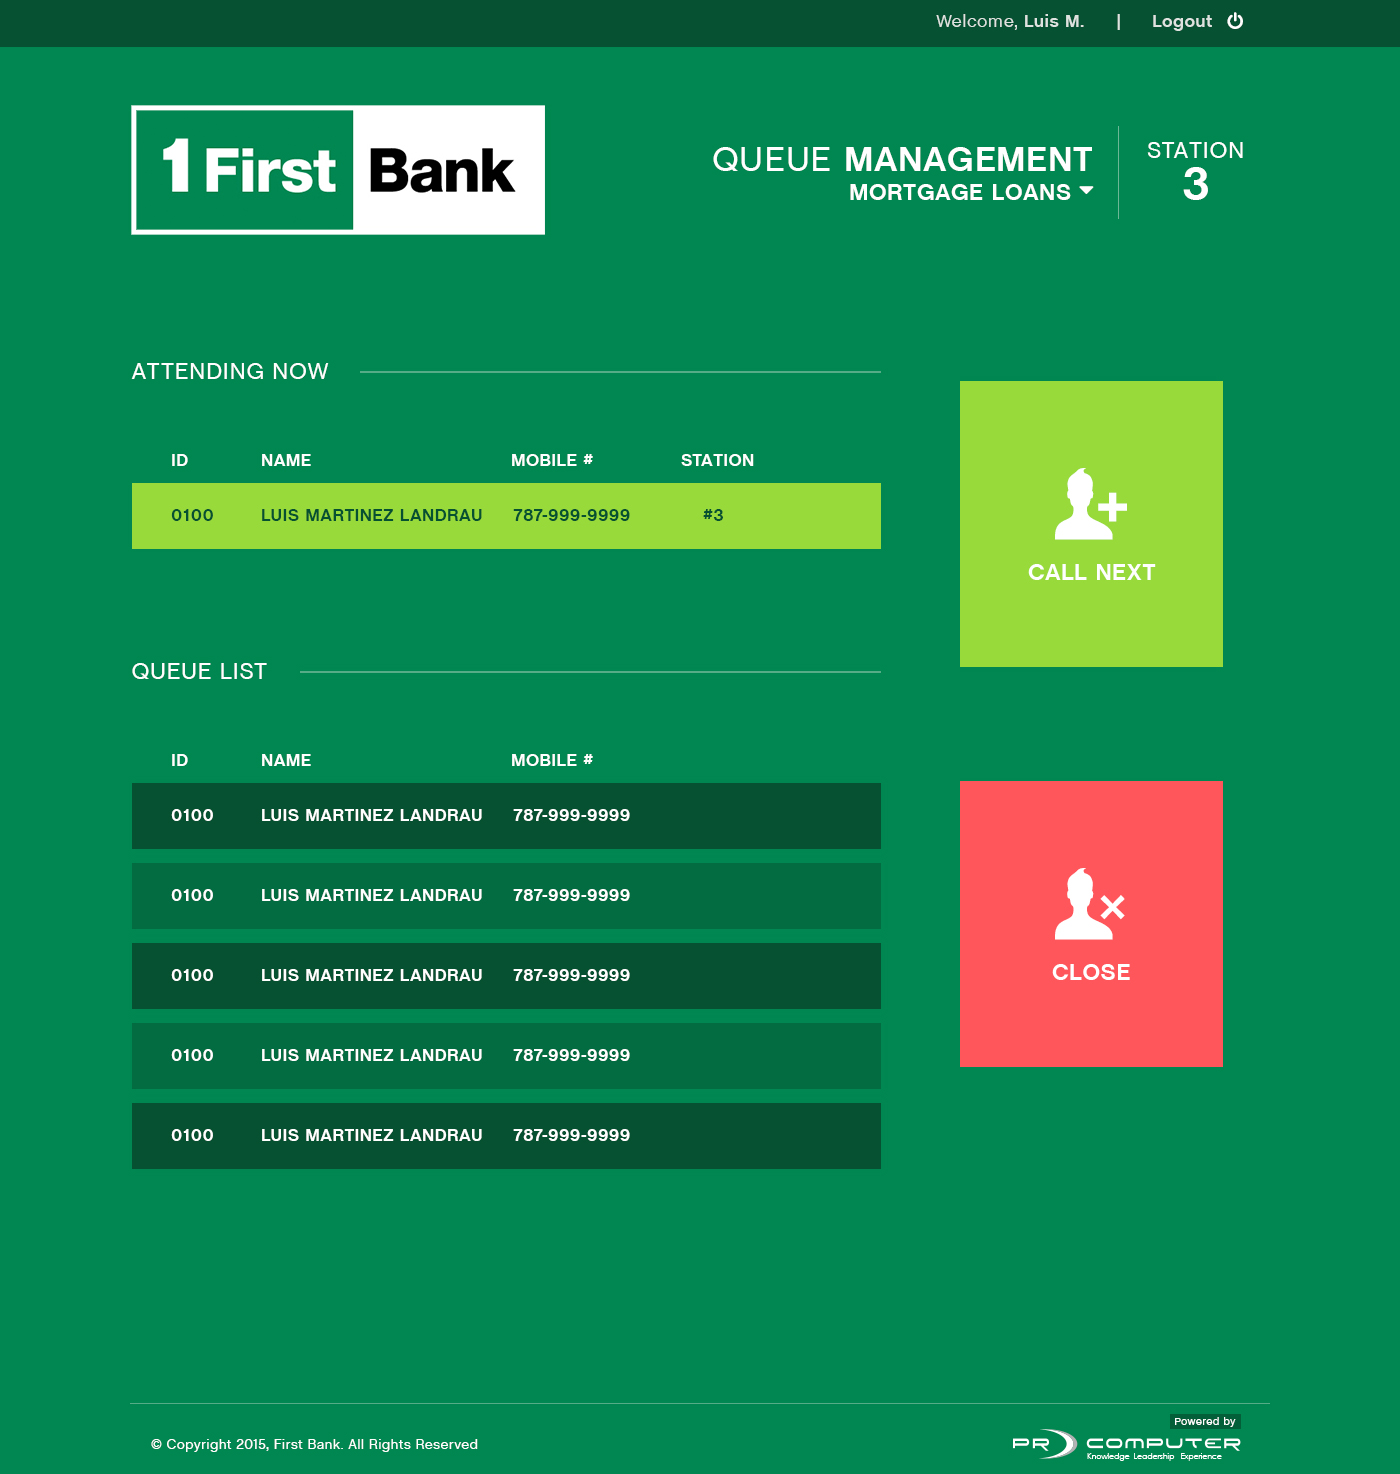 Welcome, Luis M. | Logout
1 First Bank
QUEUE MANAGEMENT
MORTGAGE LOANS
STATION
3
ATTENDING NOW
ID NAME MOBILE # STATION
0100 LUIS MARTINEZ LANDRAU 787-999-9999 #3
CALL NEXT
QUEUE LIST
ID NAME MOBILE #
0100 LUIS MARTINEZ LANDRAU 787-999-9999
0100 LUIS MARTINEZ LANDRAU 787-999-9999
0100 LUIS MARTINEZ LANDRAU 787-999-9999
0100 LUIS MARTINEZ LANDRAU 787-999-9999
0100 LUIS MARTINEZ LANDRAU 787-999-9999
CLOSE
© Copyright 2015, First Bank. All Rights Reserved
Powered by
PR COMPUTER
Knowledge Leadership Experience